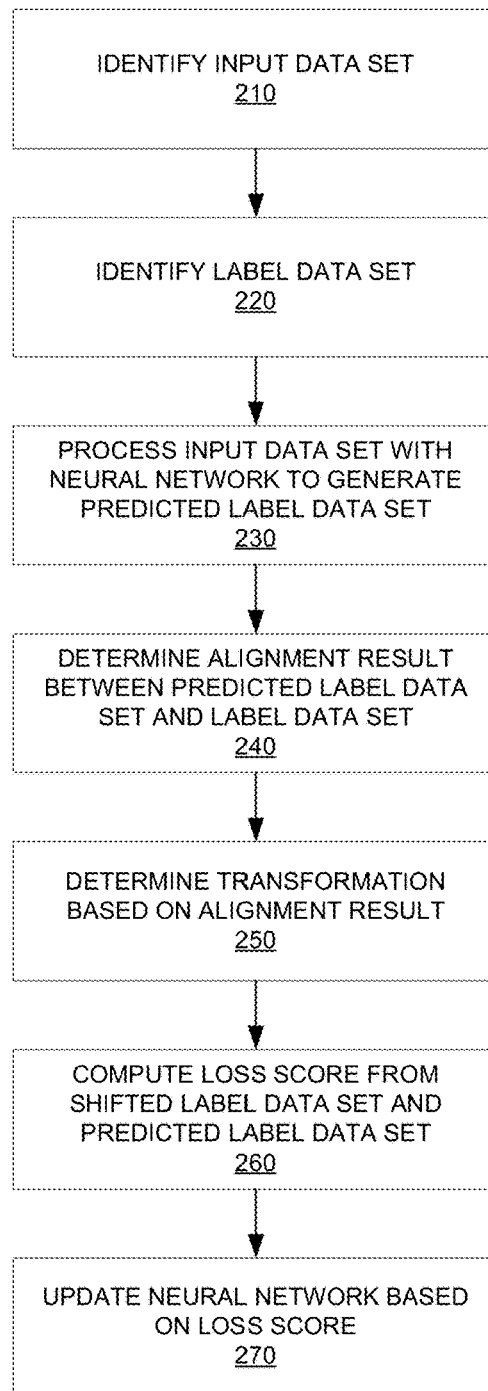 IDENTIFY INPUT DATA SET
210
IDENTIFY LABEL DATA SET
220
PROCESS INPUT DATA SET WITH
NEURAL NETWORK TO GENERATE
PREDICTED LABEL DATA SET
230
DETERMINE ALIGNMENT RESULT
BETWEEN PREDICTED LABEL DATA
SET AND LABEL DATA SET
240
DETERMINE TRANSFORMATION
BASED ON ALIGNMENT RESULT
250
COMPUTE LOSS SCORE FROM
SHIFTED LABEL DATA SET AND
PREDICTED LABEL DATA SET
260
UPDATE NEURAL NETWORK BASED
ON LOSS SCORE
270